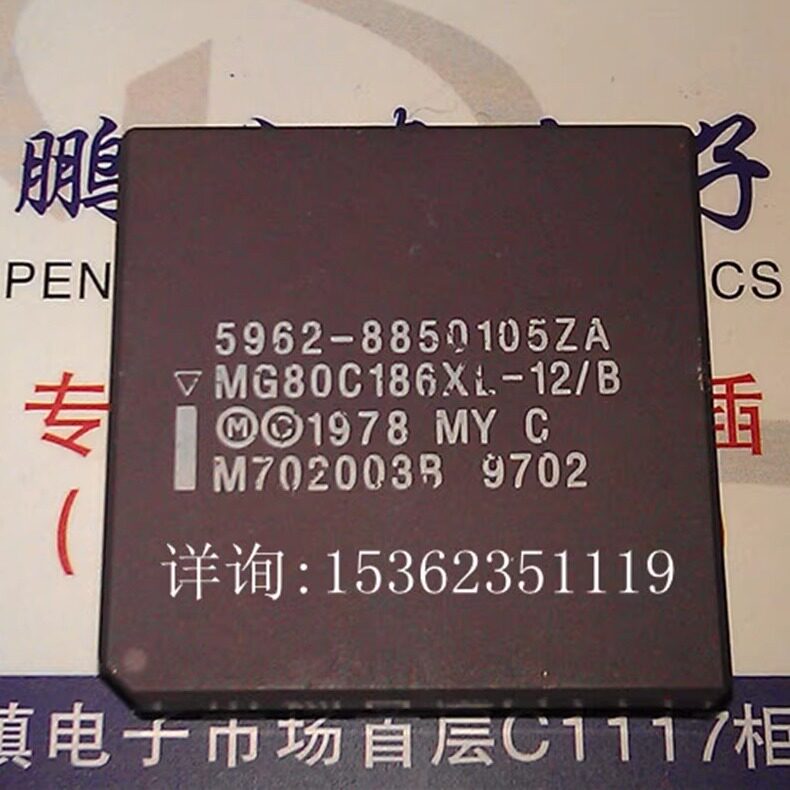 鹏 子
PEN CS
5962-8850105ZA
MG80C186XL-12/B
专 插
Ⓜ©1978 MY C
M702003B 9702
(
详询:15362351119
镇电子市场首层C1117柜